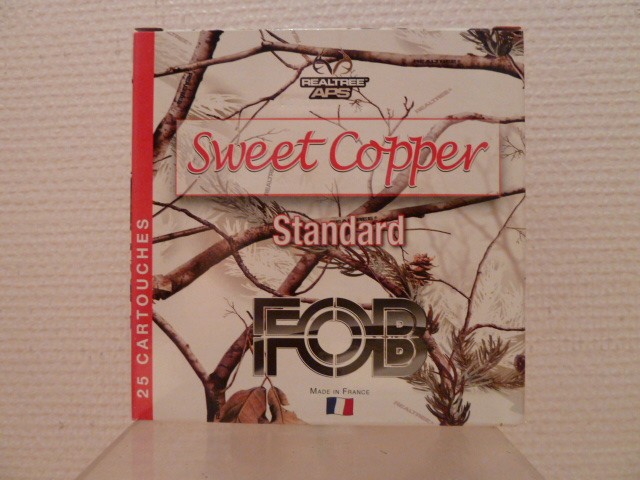 REALTREE
APS
Sweet Copper
Standard
25 CARTOUCHES
FOB
MADE IN FRANCE